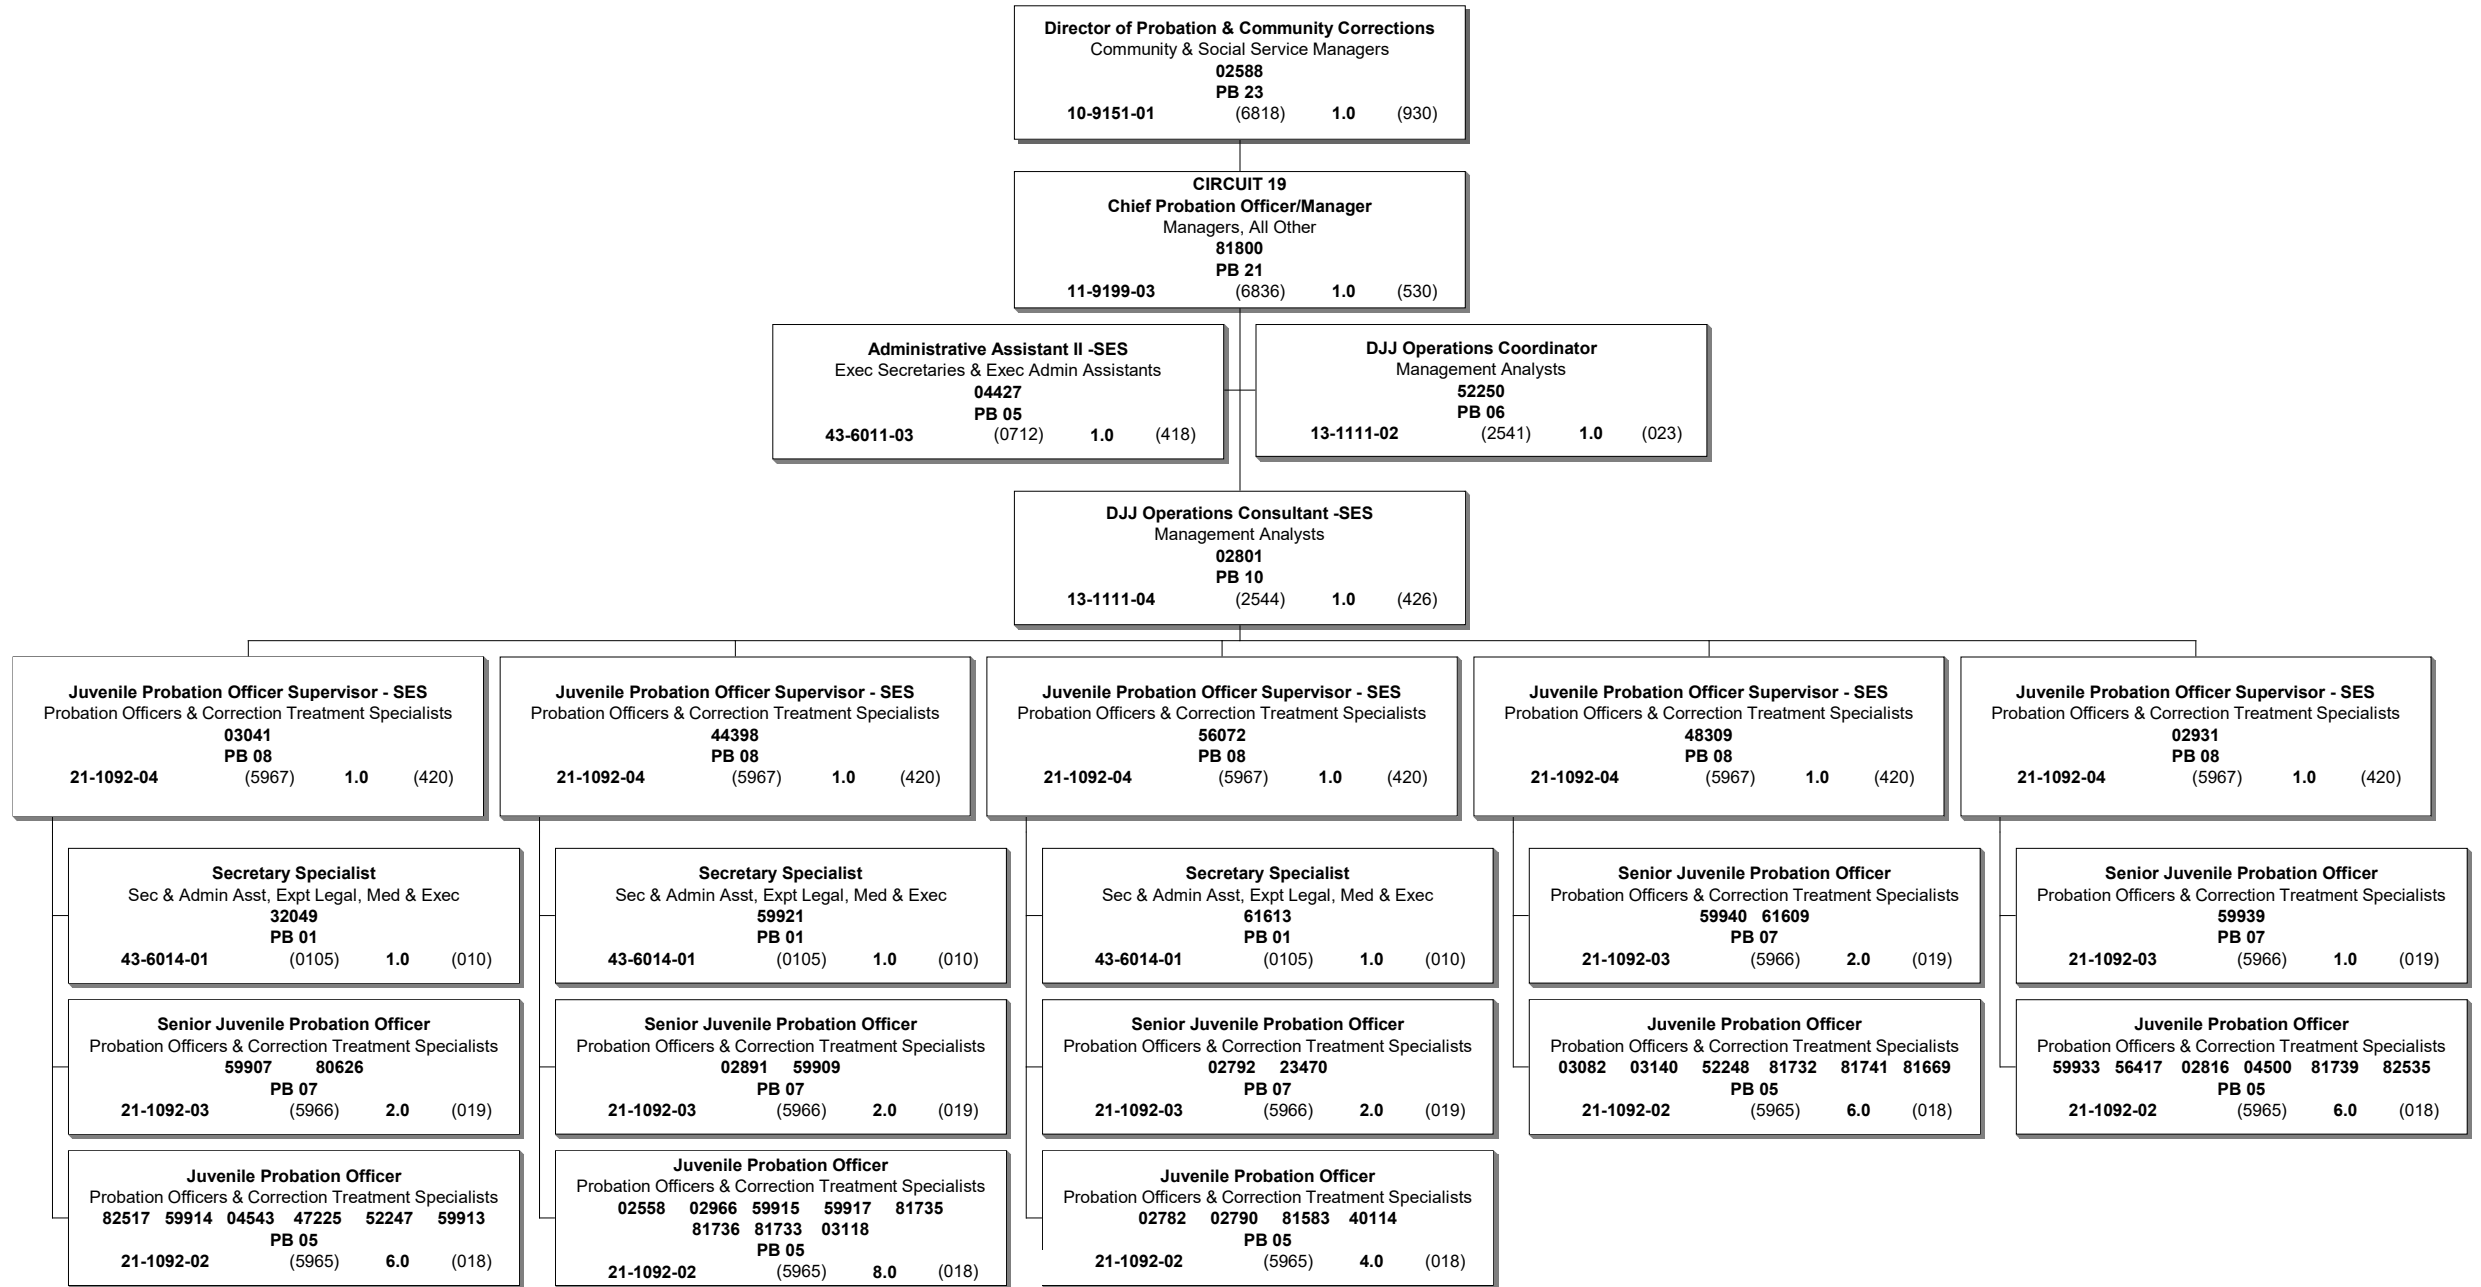 Director of Probation & Community Corrections
Community & Social Service Managers
02588
PB 23
10-9151-01 (6818) 1.0 (930)
CIRCUIT 19
Chief Probation Officer/Manager
Managers, All Other
81800
PB 21
11-9199-03 (6836) 1.0 (530)
Administrative Assistant II -SES
Exec Secretaries & Exec Admin Assistants
04427
PB 05
43-6011-03 (0712) 1.0 (418)
DJJ Operations Coordinator
Management Analysts
52250
PB 06
13-1111-02 (2541) 1.0 (023)
DJJ Operations Consultant -SES
Management Analysts
02801
PB 10
13-1111-04 (2544) 1.0 (426)
Juvenile Probation Officer Supervisor - SES
Probation Officers & Correction Treatment Specialists
03041
PB 08
21-1092-04 (5967) 1.0 (420)
Secretary Specialist
Sec & Admin Asst, Expt Legal, Med & Exec
32049
PB 01
43-6014-01 (0105) 1.0 (010)
Senior Juvenile Probation Officer
Probation Officers & Correction Treatment Specialists
59907 80626
PB 07
21-1092-03 (5966) 2.0 (019)
Juvenile Probation Officer
Probation Officers & Correction Treatment Specialists
82517 59914 04543 47225 52247 59913
PB 05
21-1092-02 (5965) 6.0 (018)
Juvenile Probation Officer Supervisor - SES
Probation Officers & Correction Treatment Specialists
44398
PB 08
21-1092-04 (5967) 1.0 (420)
Secretary Specialist
Sec & Admin Asst, Expt Legal, Med & Exec
59921
PB 01
43-6014-01 (0105) 1.0 (010)
Senior Juvenile Probation Officer
Probation Officers & Correction Treatment Specialists
02891 59909
PB 07
21-1092-03 (5966) 2.0 (019)
Juvenile Probation Officer
Probation Officers & Correction Treatment Specialists
02558 02966 59915 59917 81735
81736 81733 03118
PB 05
21-1092-02 (5965) 8.0 (018)
Juvenile Probation Officer Supervisor - SES
Probation Officers & Correction Treatment Specialists
56072
PB 08
21-1092-04 (5967) 1.0 (420)
Secretary Specialist
Sec & Admin Asst, Expt Legal, Med & Exec
61613
PB 01
43-6014-01 (0105) 1.0 (010)
Senior Juvenile Probation Officer
Probation Officers & Correction Treatment Specialists
02792 23470
PB 07
21-1092-03 (5966) 2.0 (019)
Juvenile Probation Officer
Probation Officers & Correction Treatment Specialists
02782 02790 81583 40114
PB 05
21-1092-02 (5965) 4.0 (018)
Juvenile Probation Officer Supervisor - SES
Probation Officers & Correction Treatment Specialists
48309
PB 08
21-1092-04 (5967) 1.0 (420)
Senior Juvenile Probation Officer
Probation Officers & Correction Treatment Specialists
59940 61609
PB 07
21-1092-03 (5966) 2.0 (019)
Juvenile Probation Officer
Probation Officers & Correction Treatment Specialists
03082 03140 52248 81732 81741 81669
PB 05
21-1092-02 (5965) 6.0 (018)
Juvenile Probation Officer Supervisor - SES
Probation Officers & Correction Treatment Specialists
02931
PB 08
21-1092-04 (5967) 1.0 (420)
Senior Juvenile Probation Officer
Probation Officers & Correction Treatment Specialists
59939
PB 07
21-1092-03 (5966) 1.0 (019)
Juvenile Probation Officer
Probation Officers & Correction Treatment Specialists
59933 56417 02816 04500 81739 82535
PB 05
21-1092-02 (5965) 6.0 (018)